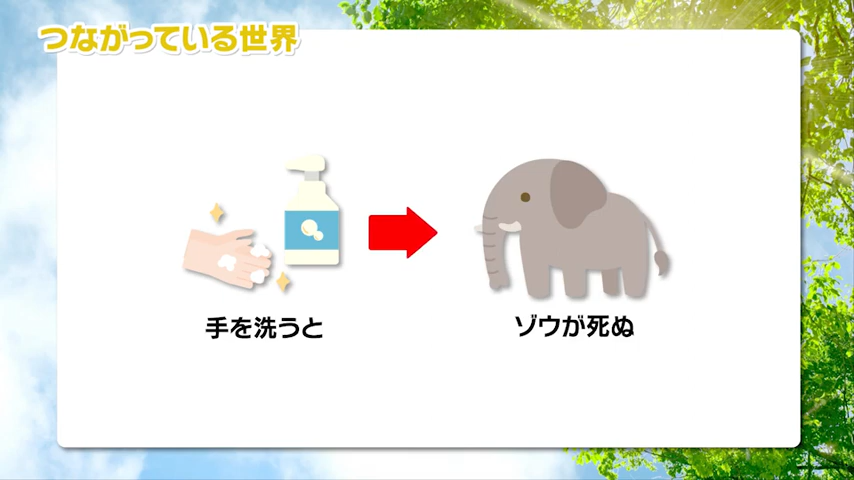 つながっている世界
手を洗うと
ゾウが死ぬ